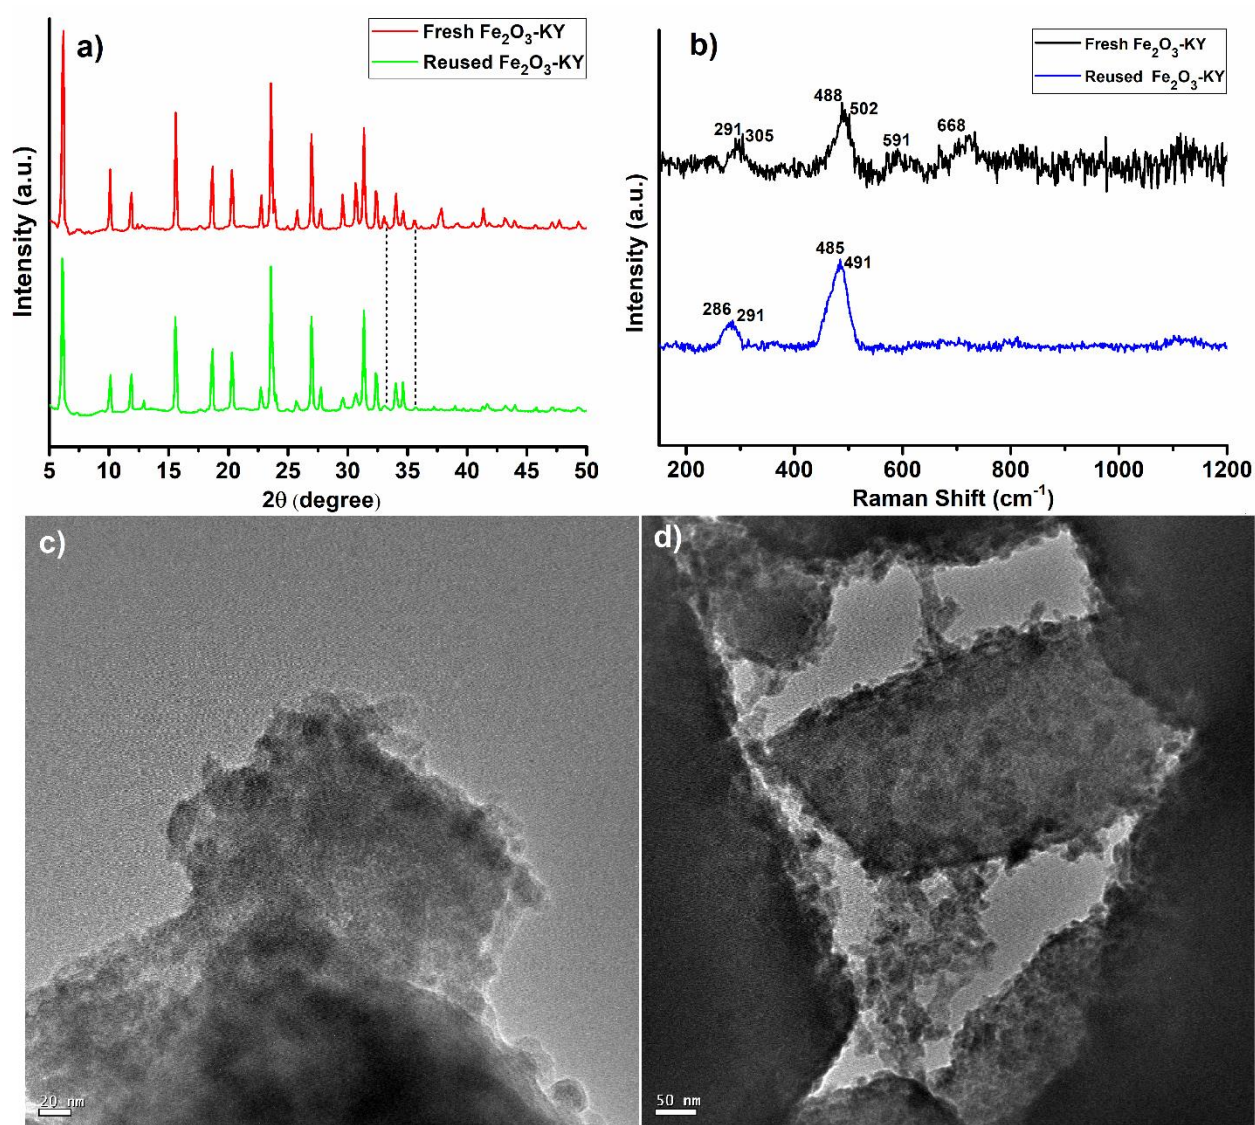 a)
Fresh Fe₂O₃-KY
Reused Fe₂O₃-KY
Intensity (a.u.)
5 10 15 20 25 30 35 40 45 50
2θ (degree)
b)
Fresh Fe₂O₃-KY
Reused Fe₂O₃-KY
488
502
291
305
591
668
485
491
286
291
Intensity (a.u.)
200 400 600 800 1000 1200
Raman Shift (cm⁻¹)
c)
20 nm
d)
50 nm